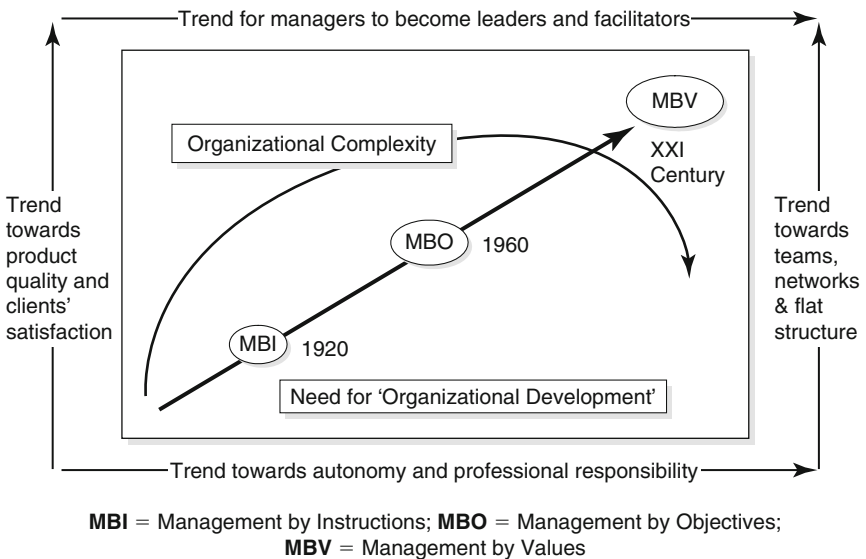 Trend for managers to become leaders and facilitators
MBV
Organizational Complexity
XXI
Century
Trend
towards
product
quality and
clients’
satisfaction
MBO
1960
Trend
towards
teams,
networks
& flat
structure
MBI
1920
Need for ‘Organizational Development’
Trend towards autonomy and professional responsibility
MBI = Management by Instructions; MBO = Management by Objectives;
MBV = Management by Values